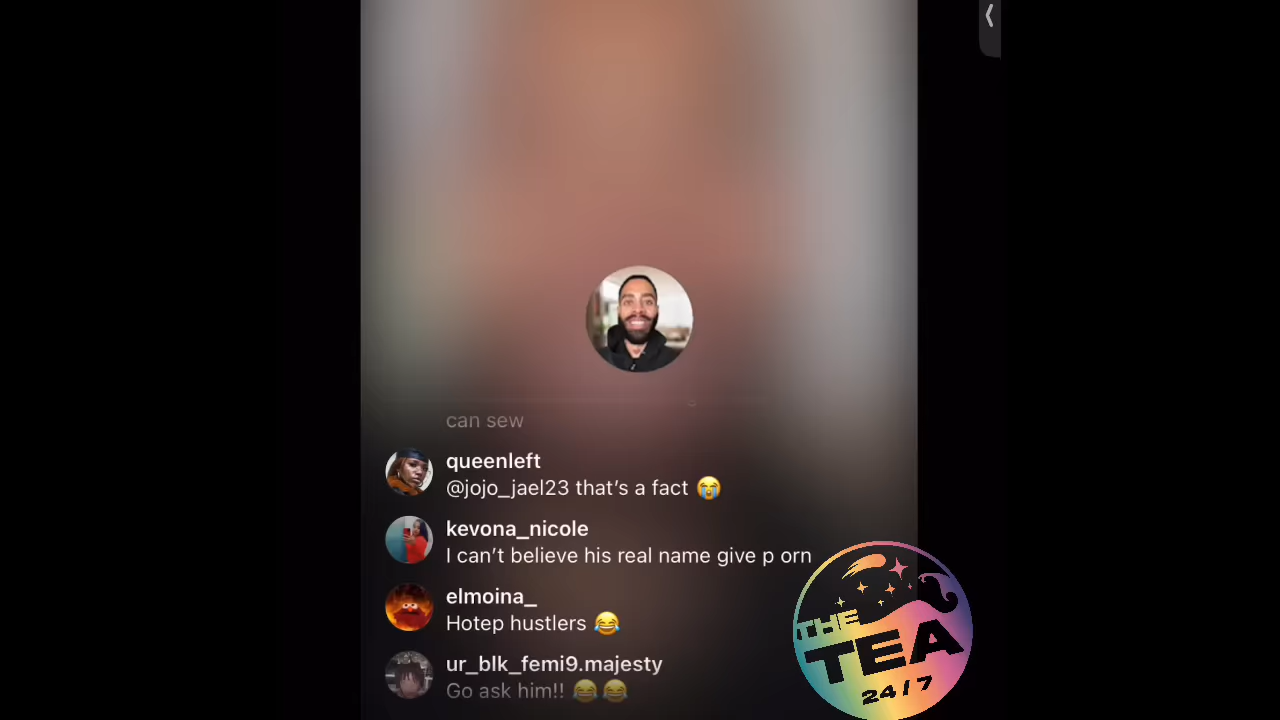 can sew
queenleft
@jojo_jael23 that’s a fact 😭
kevona_nicole
I can’t believe his real name give p orn
elmoina_
Hotep hustlers 😂
ur_blk_femi9.majesty
Go ask him!! 😂😂
THE
TEA
24/7